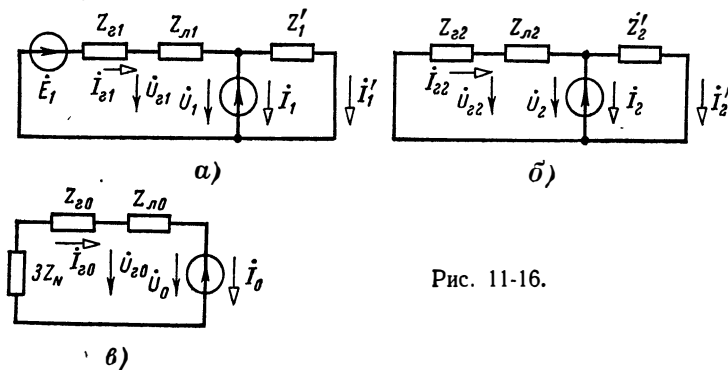 Zг1 Zл1 Z′1
Ė1 İг1 U̇г1 U̇1 İ1 İ′1
а)
Zг2 Zл2 Ż′2
İг2 U̇г2 U̇2 İ2 İ′2
б)
Zг0 Zл0
3ZN İг0 U̇г0 U̇0 İ0
в)
Рис. 11-16.